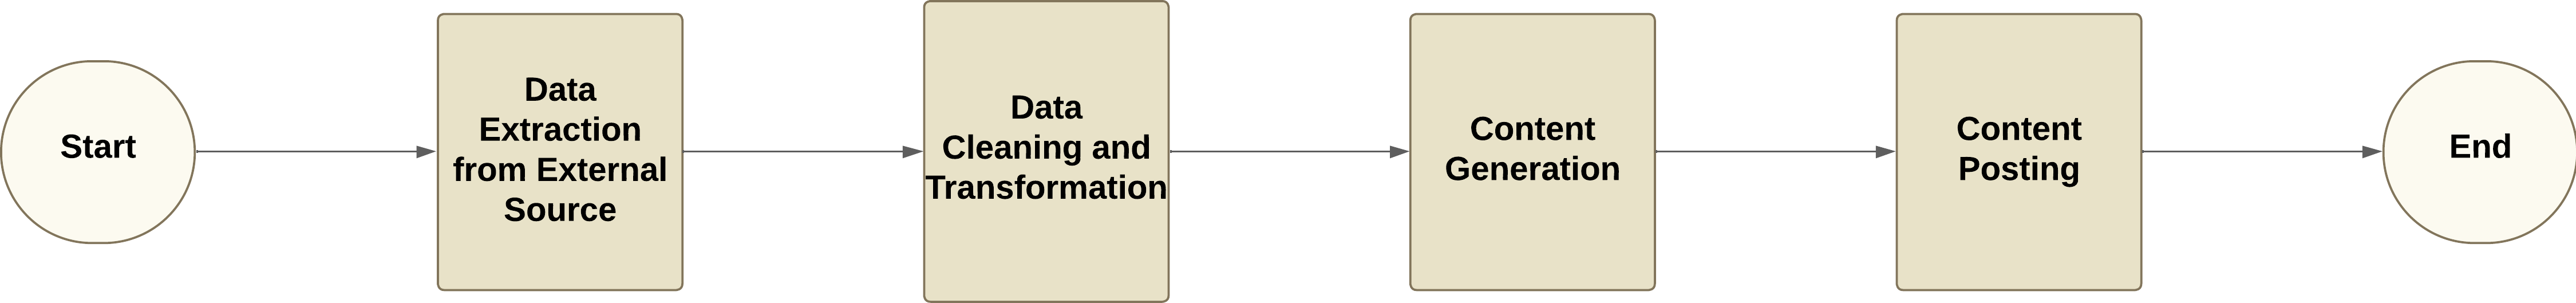 Start
Data
Extraction
from External
Source
Data
Cleaning and
Transformation
Content
Generation
Content
Posting
End